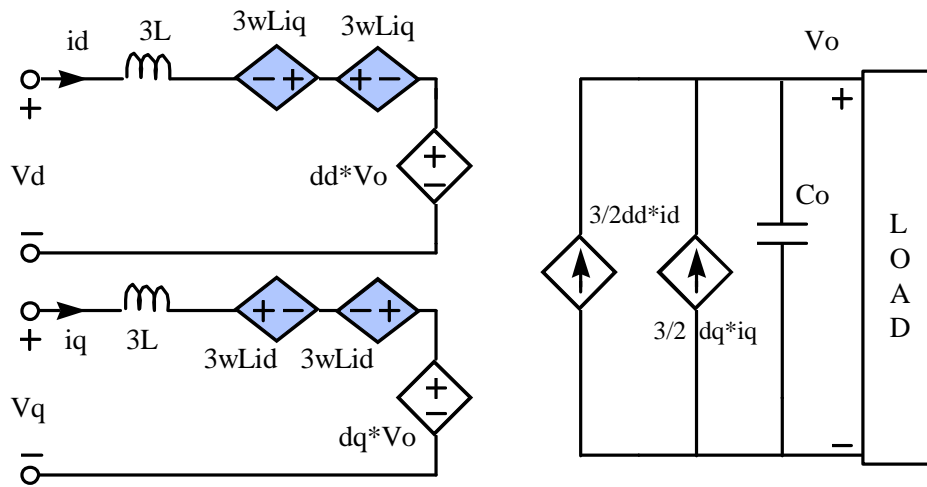 id
3L
3wLiq
3wLiq
Vd
dd*Vo
iq
3L
3wLid
3wLid
Vq
dq*Vo
Vo
3/2dd*id
3/2 dq*iq
Co
L
O
A
D